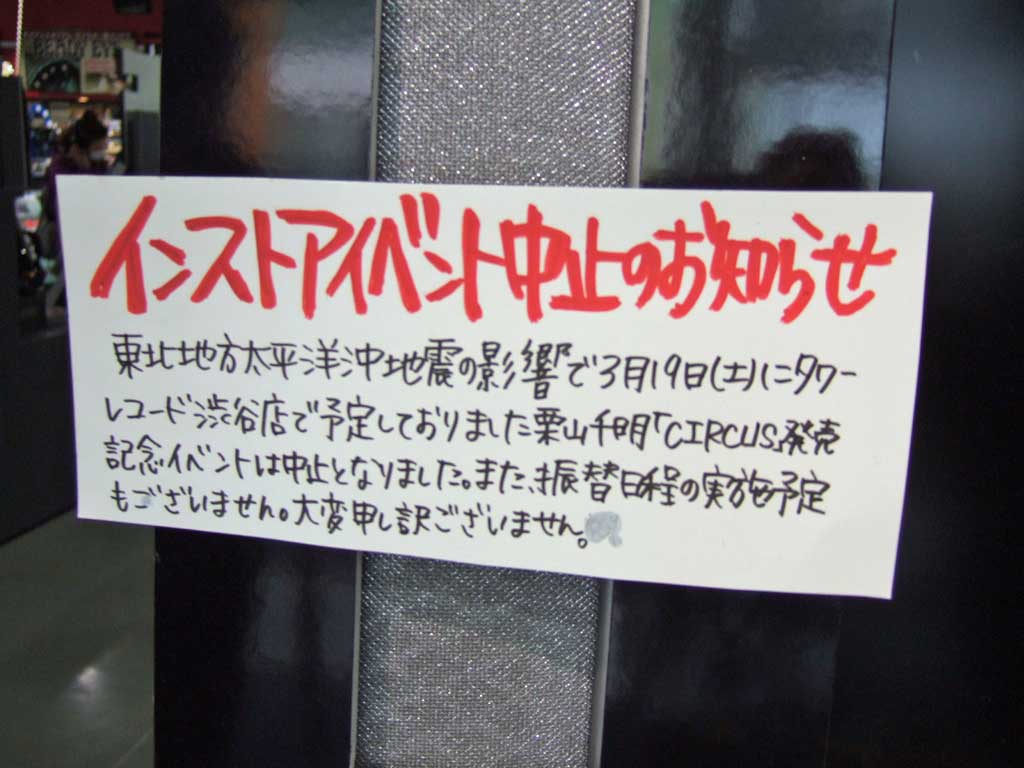 BEADY EYE
インストアイベント中止のお知らせ
東北地方太平洋沖地震の影響で3月19日(土)にタワー
レコード渋谷店で予定しておりました栗山千明「CIRCUS」発売
記念イベントは中止となりました。また、振替日程の実施予定
もございません。大変申し訳ございません。